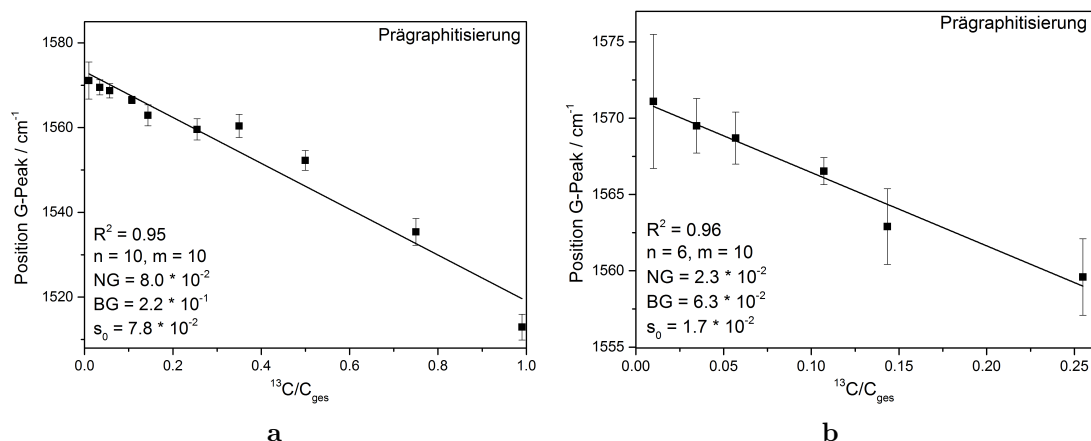 Prägraphitisierung
1580
1560
1540
1520
Position G-Peak / cm⁻¹
R² = 0.95
n = 10, m = 10
NG = 8.0 * 10⁻²
BG = 2.2 * 10⁻¹
s₀ = 7.8 * 10⁻²
0.0 0.2 0.4 0.6 0.8 1.0
¹³C/C_ges
a
Prägraphitisierung
1575
1570
1565
1560
1555
Position G-Peak / cm⁻¹
R² = 0.96
n = 6, m = 10
NG = 2.3 * 10⁻²
BG = 6.3 * 10⁻²
s₀ = 1.7 * 10⁻²
0.00 0.05 0.10 0.15 0.20 0.25
¹³C/C_ges
b